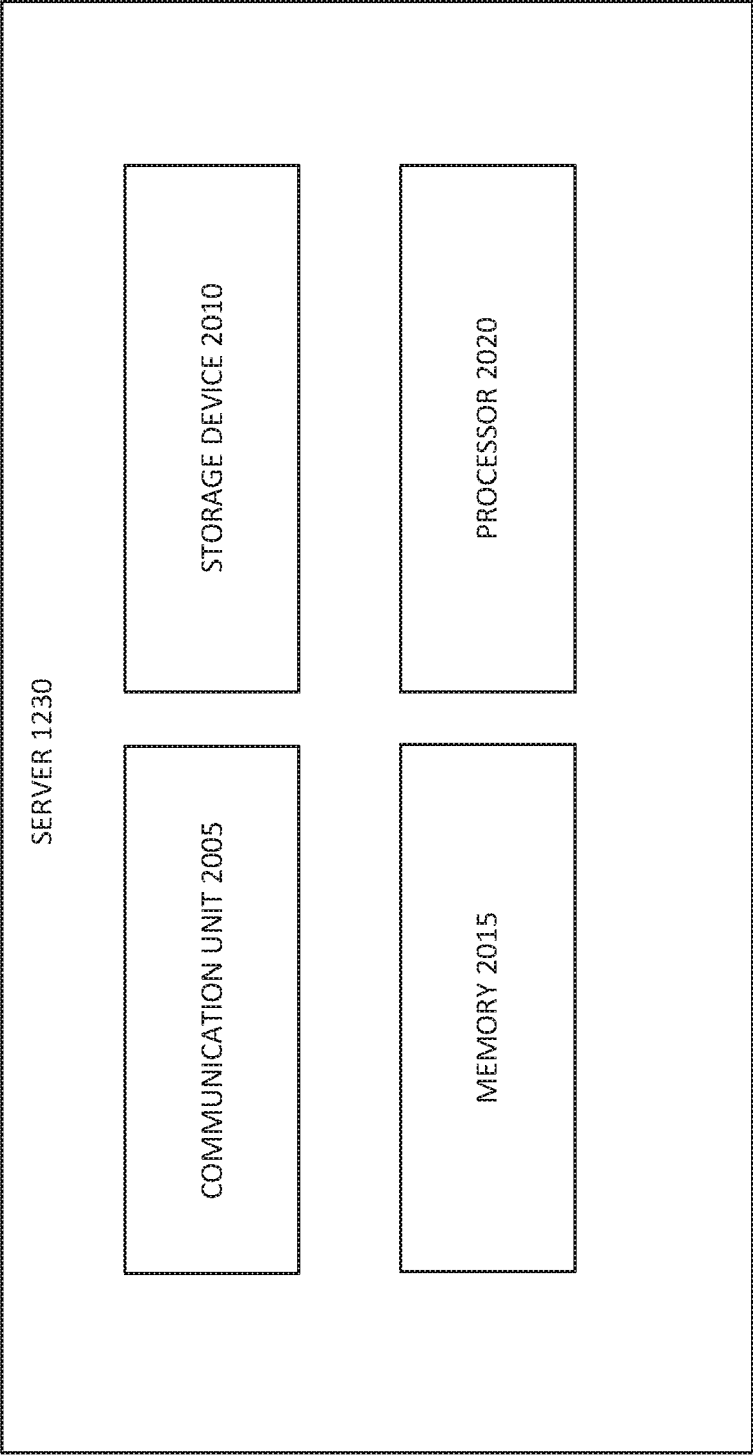 SERVER 1230
COMMUNICATION UNIT 2005
STORAGE DEVICE 2010
MEMORY 2015
PROCESSOR 2020